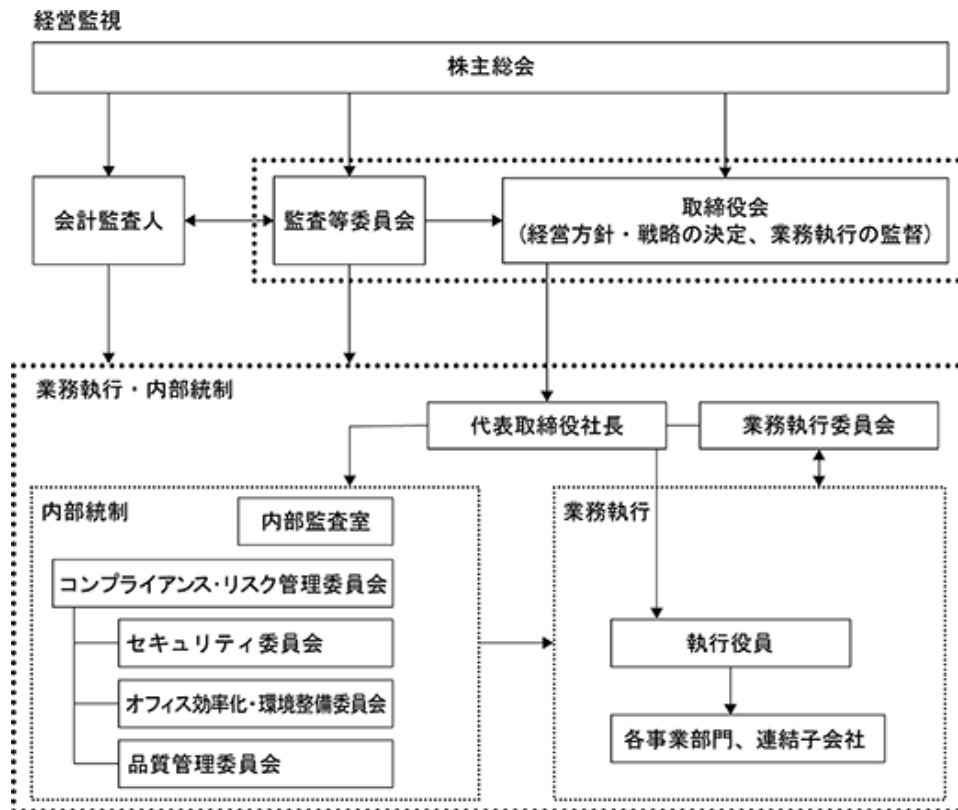 経営監視
株主総会
会計監査人
監査等委員会
取締役会
（経営方針・戦略の決定、業務執行の監督）
業務執行・内部統制
代表取締役社長
業務執行委員会
内部統制
内部監査室
コンプライアンス・リスク管理委員会
セキュリティ委員会
オフィス効率化・環境整備委員会
品質管理委員会
業務執行
執行役員
各事業部門、連結子会社